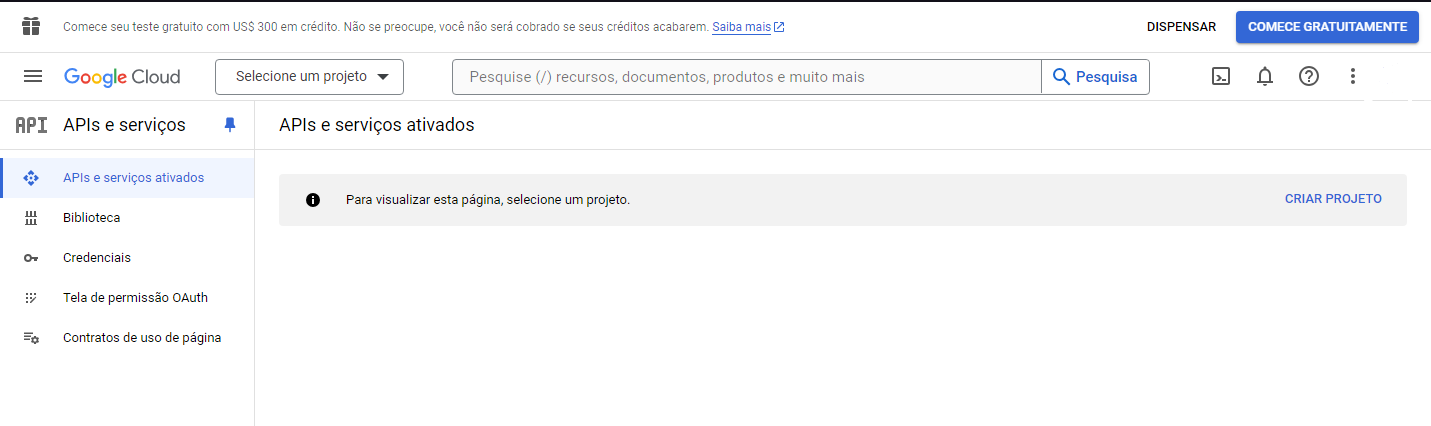 Comece seu teste gratuito com US$ 300 em crédito. Não se preocupe, você não será cobrado se seus créditos acabarem. Saiba mais
DISPENSAR
COMECE GRATUITAMENTE
Google Cloud
Selecione um projeto
Pesquise (/) recursos, documentos, produtos e muito mais
Pesquisa
API
APIs e serviços
APIs e serviços ativados
APIs e serviços ativados
Para visualizar esta página, selecione um projeto.
CRIAR PROJETO
Biblioteca
Credenciais
Tela de permissão OAuth
Contratos de uso de página